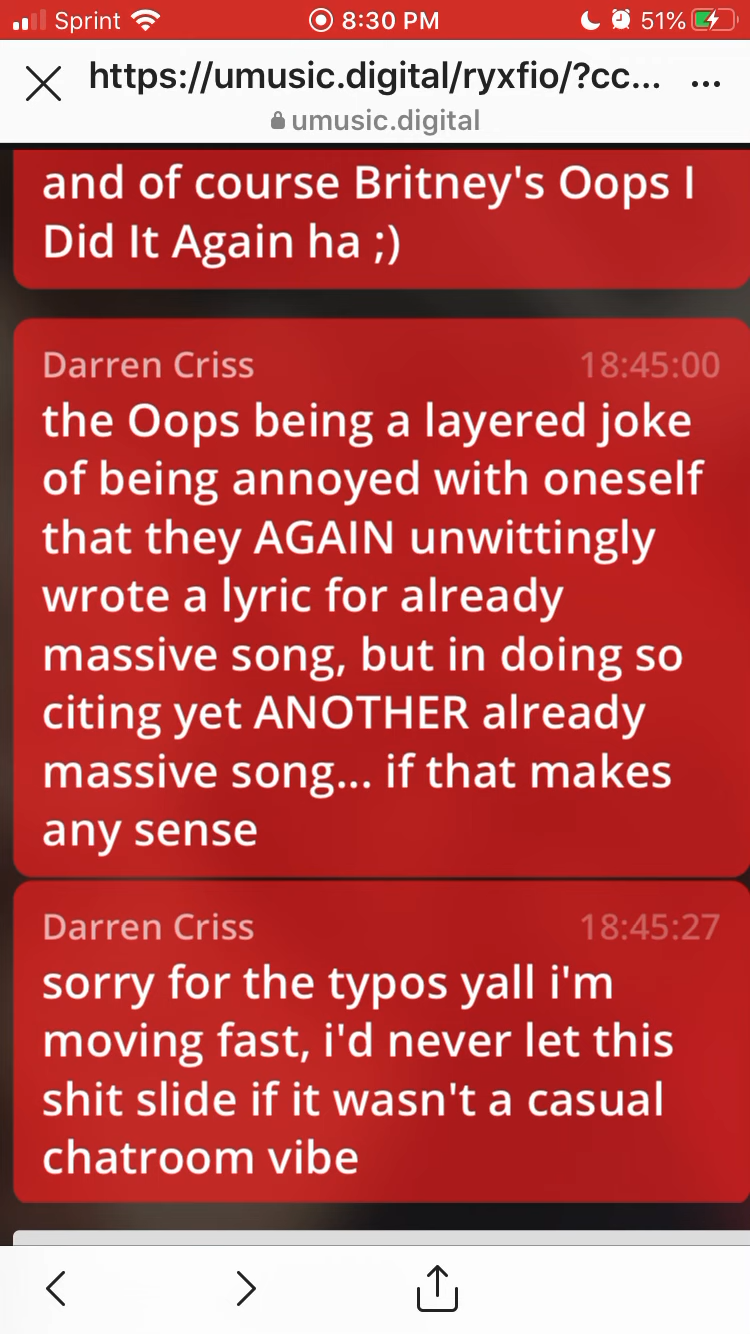 Sprint 8:30 PM 51%
https://umusic.digital/ryxfio/?cc... ...
umusic.digital
and of course Britney's Oops I
Did It Again ha ;)
Darren Criss 18:45:00
the Oops being a layered joke
of being annoyed with oneself
that they AGAIN unwittingly
wrote a lyric for already
massive song, but in doing so
citing yet ANOTHER already
massive song... if that makes
any sense
Darren Criss 18:45:27
sorry for the typos yall i'm
moving fast, i'd never let this
shit slide if it wasn't a casual
chatroom vibe